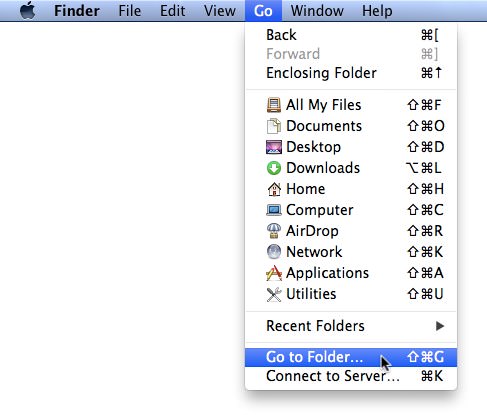 Finder File Edit View Go Window Help
Back ⌘[
Forward ⌘]
Enclosing Folder ⌘↑
All My Files ⇧⌘F
Documents ⇧⌘O
Desktop ⇧⌘D
Downloads ⌥⌘L
Home ⇧⌘H
Computer ⇧⌘C
AirDrop ⇧⌘R
Network ⇧⌘K
Applications ⇧⌘A
Utilities ⇧⌘U
Recent Folders ▶
Go to Folder... ⇧⌘G
Connect to Server... ⌘K